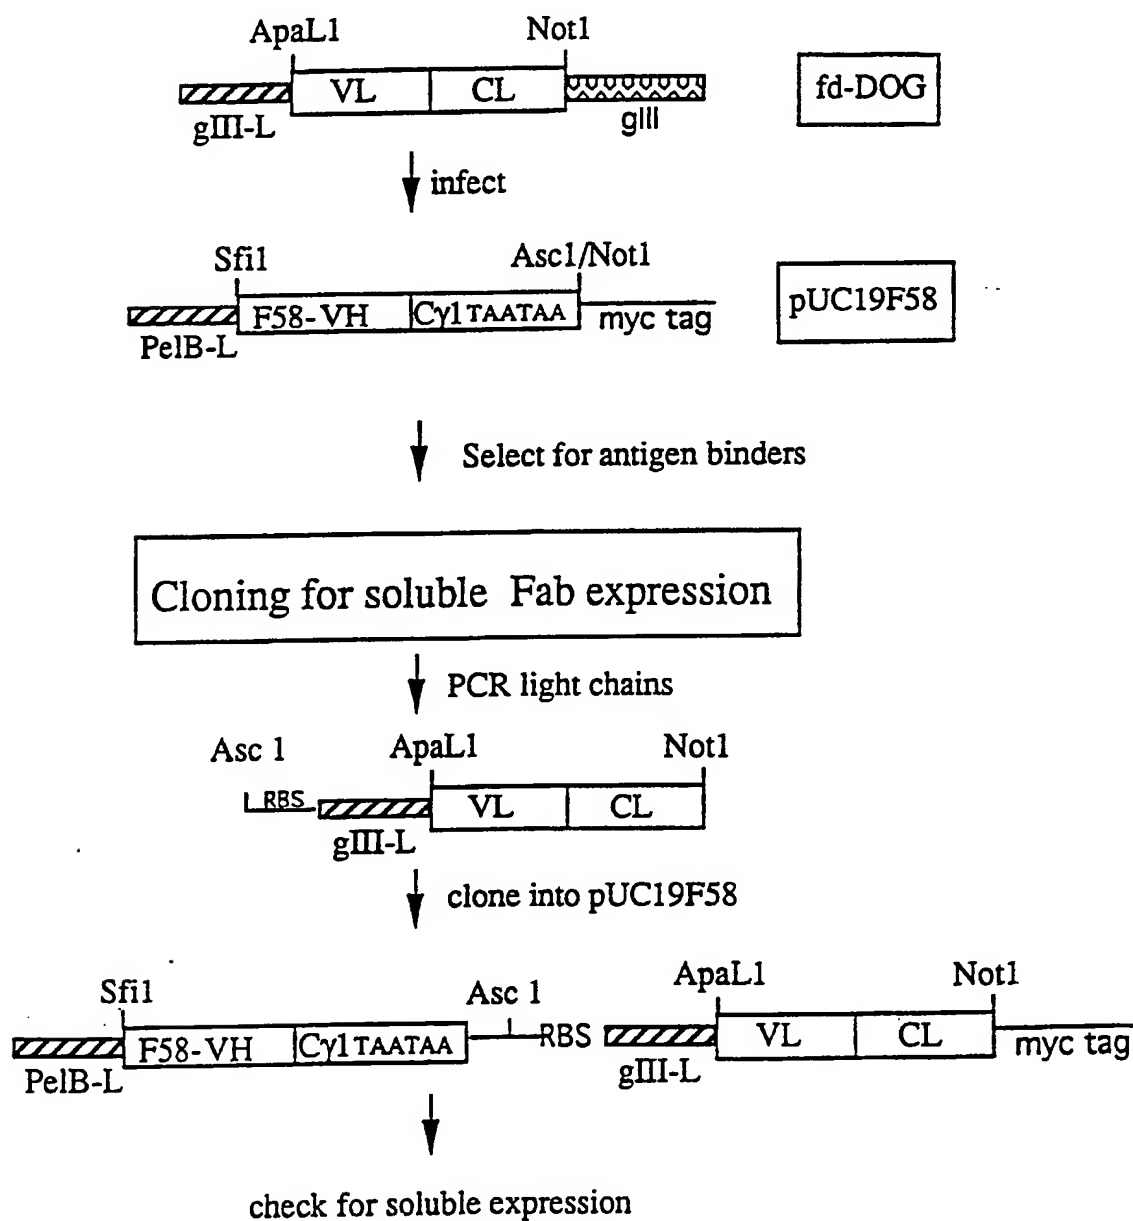 ApaL1 Not1
VL CL fd-DOG
gIII-L gIII
infect
Sfi1 Asc1/Not1
F58-VH Cγ1 TAATAA myc tag pUC19F58
PelB-L
Select for antigen binders
Cloning for soluble Fab expression
PCR light chains
Asc 1 ApaL1 Not1
RBS VL CL
gIII-L
clone into pUC19F58
Sfi1 Asc 1 ApaL1 Not1
F58-VH Cγ1 TAATAA RBS VL CL myc tag
PelB-L gIII-L
check for soluble expression